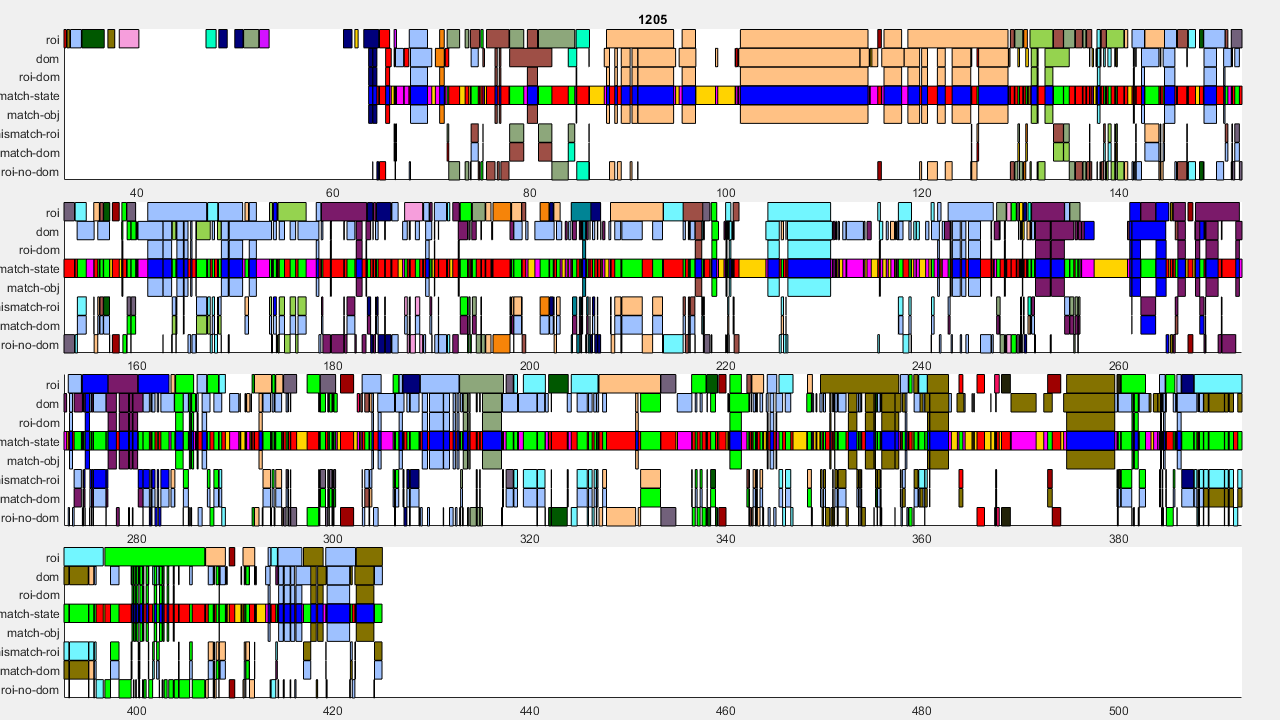 1205
roi
dom
roi-dom
match-state
match-obj
ismatch-roi
match-dom
roi-no-dom
40 60 80 100 120 140
roi
dom
roi-dom
match-state
match-obj
ismatch-roi
match-dom
roi-no-dom
160 180 200 220 240 260
roi
dom
roi-dom
match-state
match-obj
ismatch-roi
match-dom
roi-no-dom
280 300 320 340 360 380
roi
dom
roi-dom
match-state
match-obj
ismatch-roi
match-dom
roi-no-dom
400 420 440 460 480 500